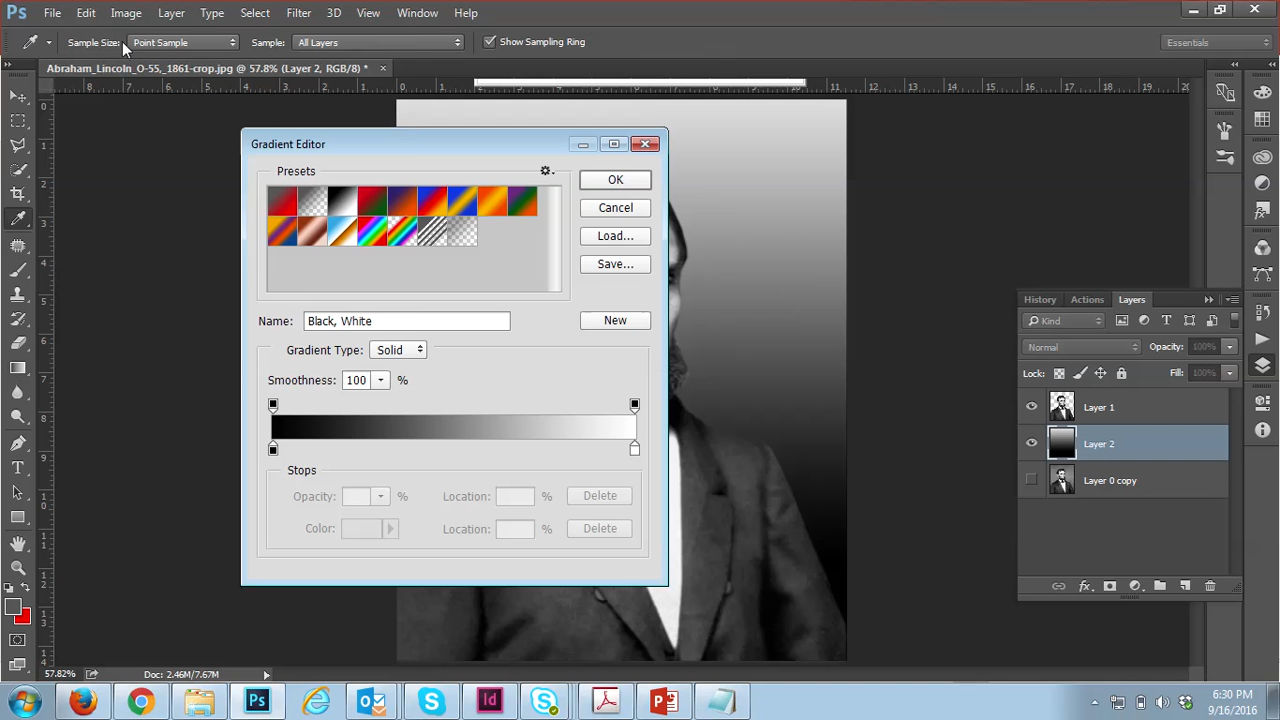 Ps File Edit Image Layer Type Select Filter 3D View Window Help
Sample Size: Point Sample Sample: All Layers Show Sampling Ring Essentials
Abraham_Lincoln_O-55,_1861-crop.jpg @ 57.8% (Layer 2, RGB/8) *
Gradient Editor
Presets
OK
Cancel
Load...
Save...
Name: Black, White
New
Gradient Type: Solid
Smoothness: 100 %
Stops
Opacity: % Location: % Delete
Color: Location: % Delete
History Actions Layers
Kind
Normal Opacity: 100%
Lock: Fill: 100%
Layer 1
Layer 2
Layer 0 copy
fx
57.82% Doc: 2.46M/7.67M
Ps Id
6:30 PM
9/16/2016